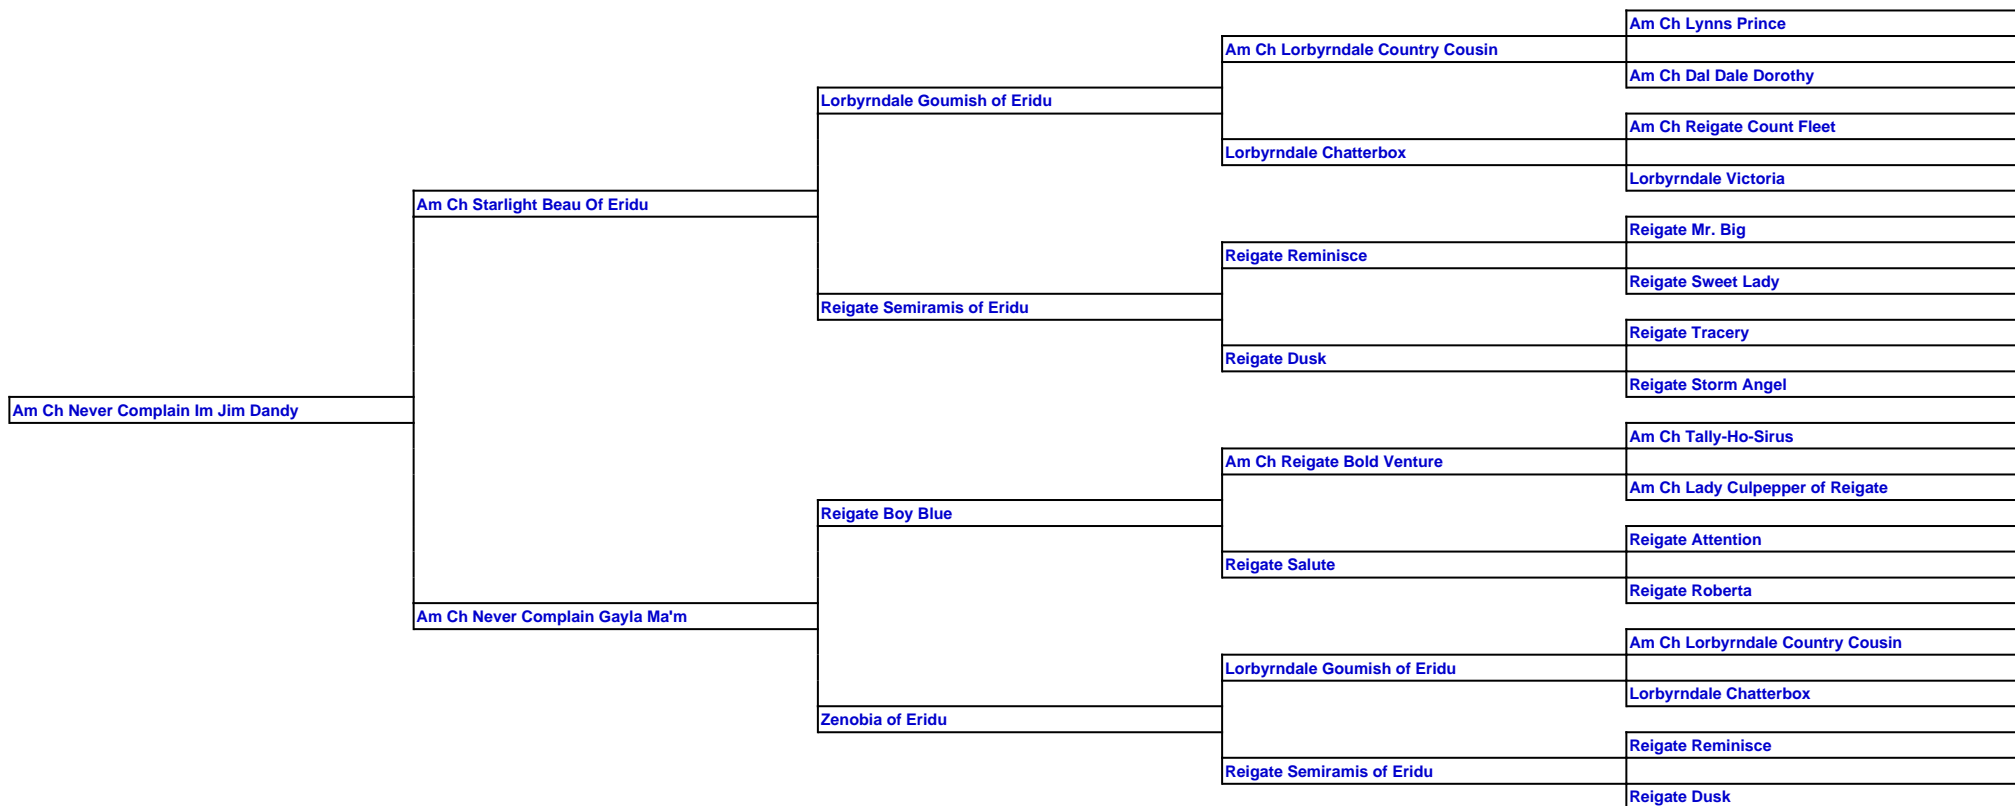 Am Ch Lynns Prince
Am Ch Lorbyrndale Country Cousin
Am Ch Dal Dale Dorothy
Lorbyrndale Goumish of Eridu
Am Ch Reigate Count Fleet
Lorbyrndale Chatterbox
Lorbyrndale Victoria
Am Ch Starlight Beau Of Eridu
Reigate Mr. Big
Reigate Reminisce
Reigate Sweet Lady
Reigate Semiramis of Eridu
Reigate Tracery
Reigate Dusk
Reigate Storm Angel
Am Ch Never Complain Im Jim Dandy
Am Ch Tally-Ho-Sirus
Am Ch Reigate Bold Venture
Am Ch Lady Culpepper of Reigate
Reigate Boy Blue
Reigate Attention
Reigate Salute
Reigate Roberta
Am Ch Never Complain Gayla Ma'm
Am Ch Lorbyrndale Country Cousin
Lorbyrndale Goumish of Eridu
Lorbyrndale Chatterbox
Zenobia of Eridu
Reigate Reminisce
Reigate Semiramis of Eridu
Reigate Dusk